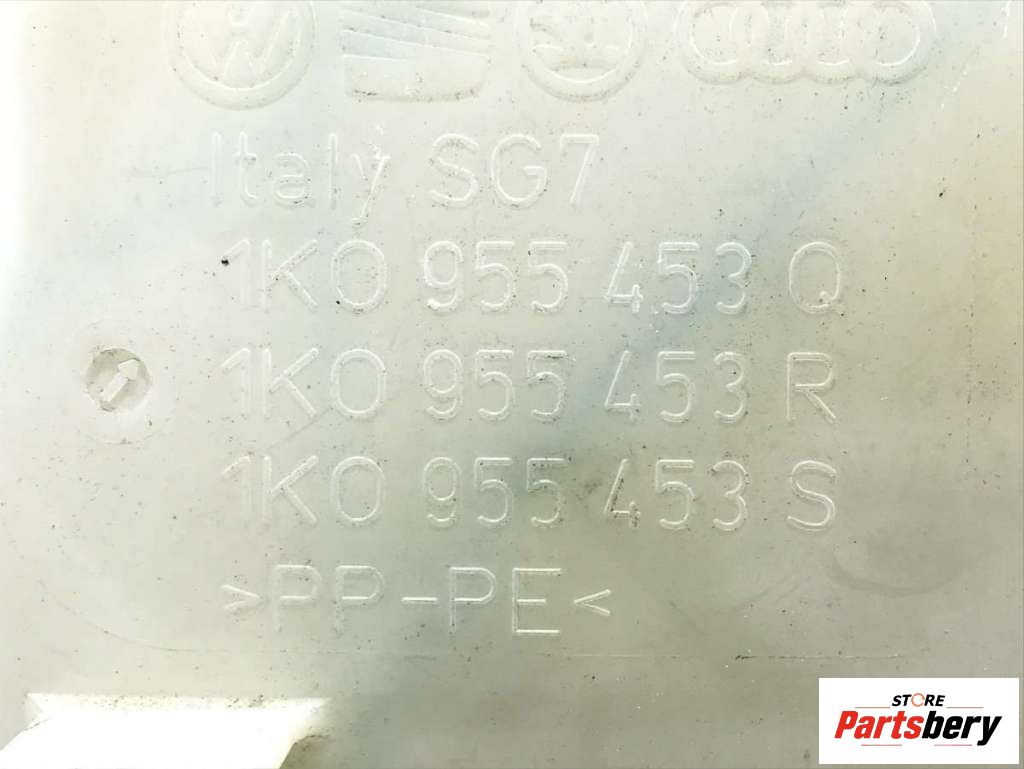 Italy SG7
1K0 955 453 Q
1K0 955 453 R
1K0 955 453 S
>PP-PE<
STORE
Partsbery